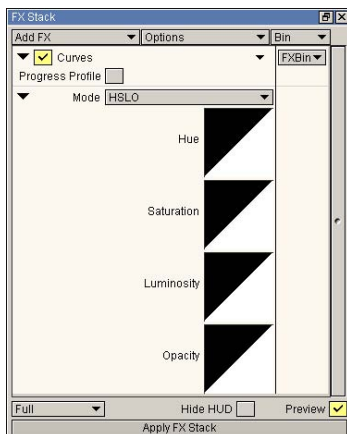 FX Stack
Add FX Options Bin
Curves FXBin
Progress Profile
Mode HSLO
Hue
Saturation
Luminosity
Opacity
Full Hide HUD Preview
Apply FX Stack